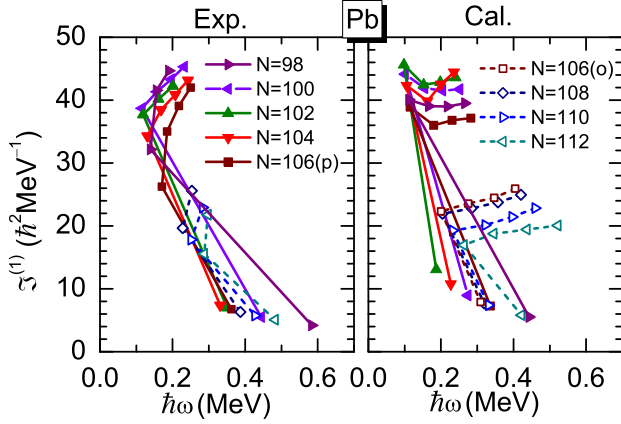 Exp.
Pb
Cal.
50
40
30
20
10
0
ℑ⁽¹⁾ (ħ²MeV⁻¹)
N=98
N=100
N=102
N=104
N=106(p)
N=106(o)
N=108
N=110
N=112
0.0 0.2 0.4 0.6
0.0 0.2 0.4 0.6
ħω(MeV)
ħω(MeV)